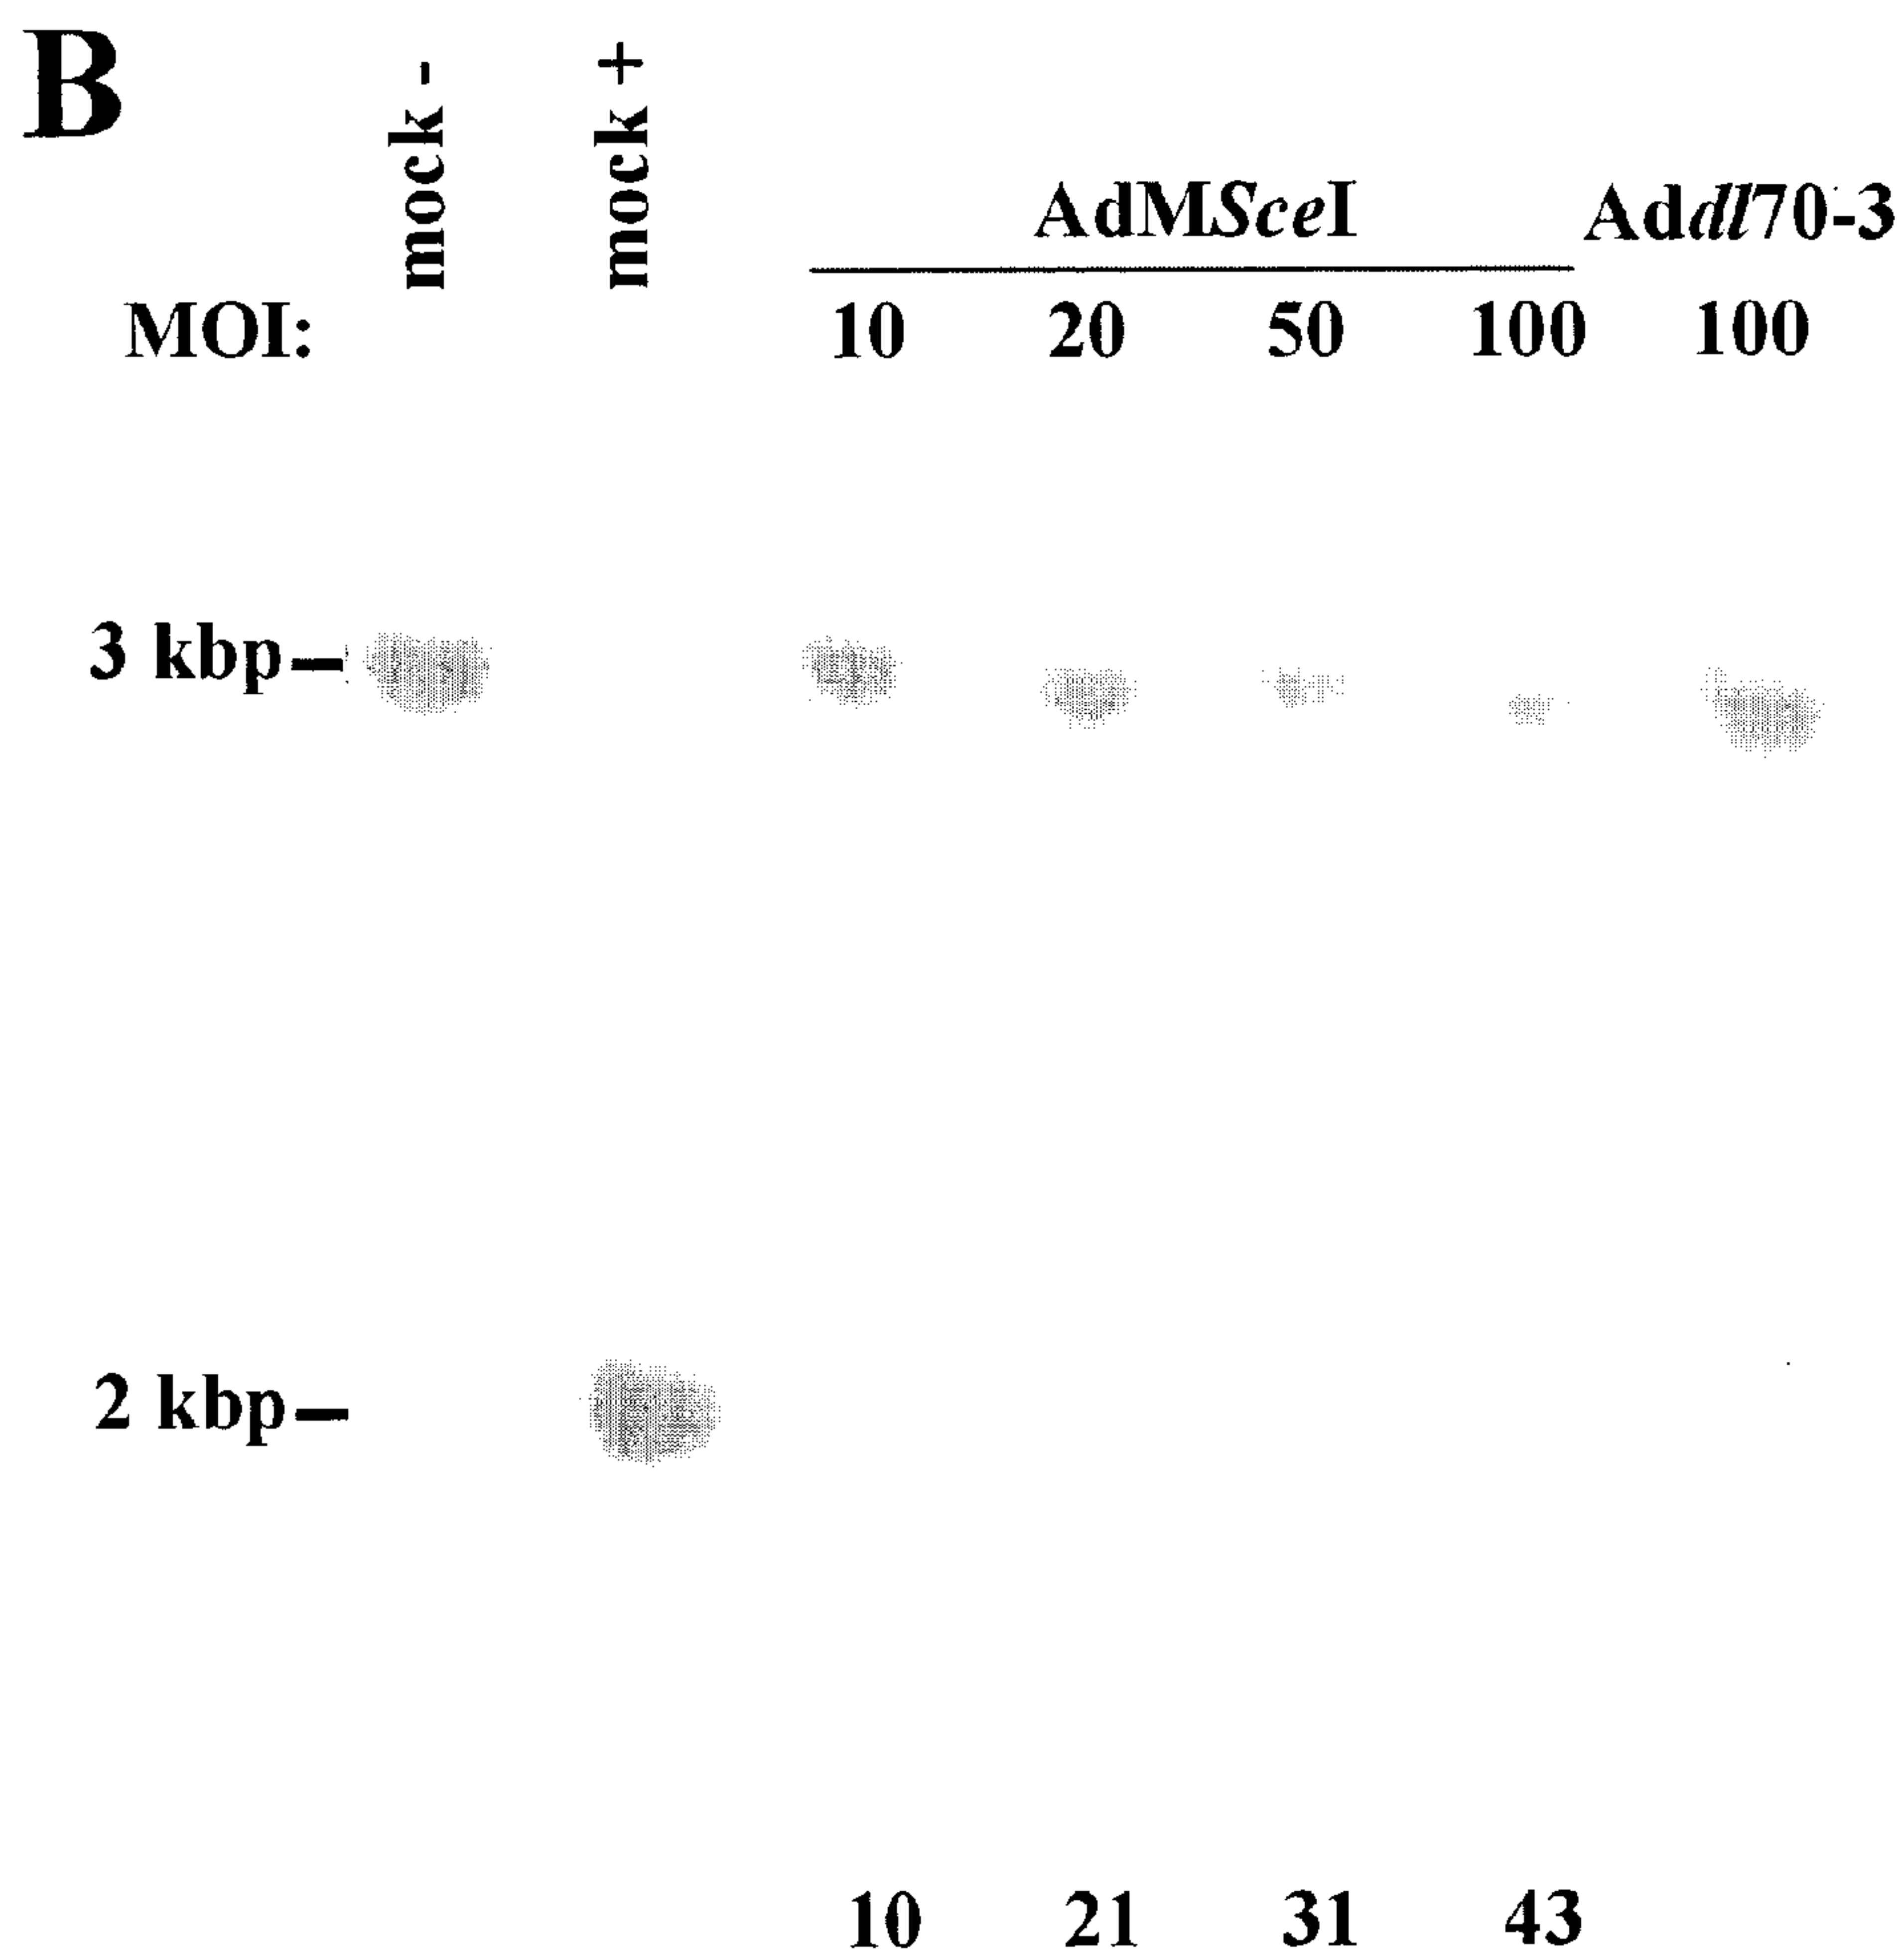 B
mock -
mock +
AdMSceI
Addl70-3
MOI:
10 20 50 100 100
3 kbp
2 kbp
10 21 31 43